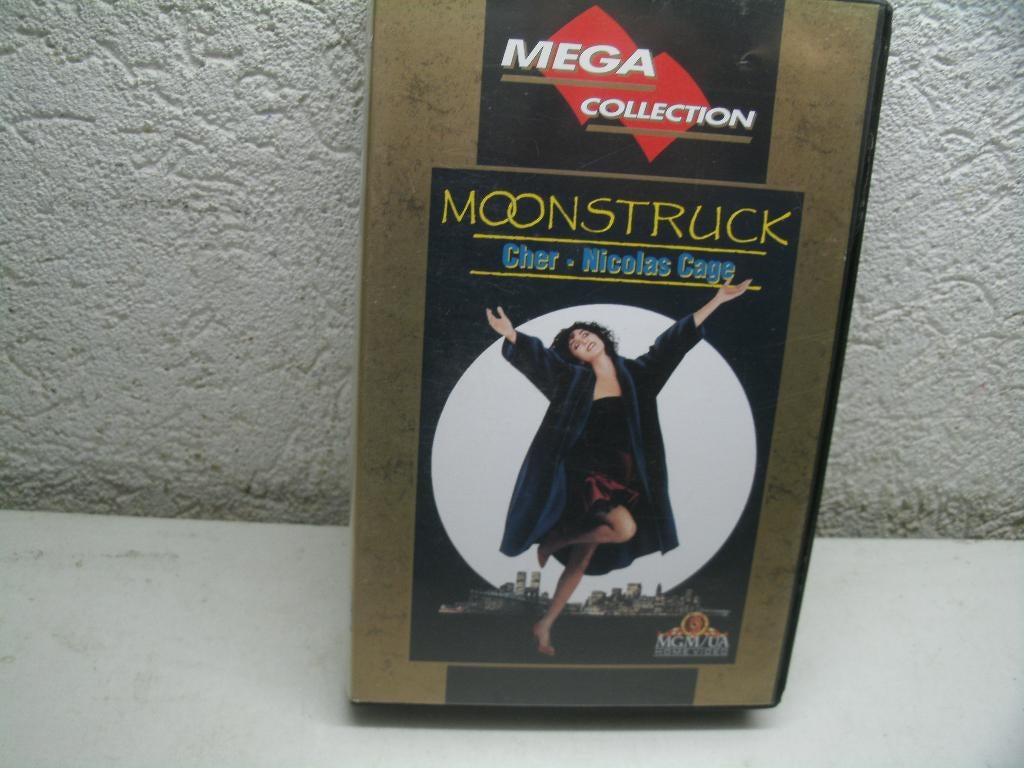 MEGA
COLLECTION
MOONSTRUCK
Cher • Nicolas Cage
MGM/UA
HOME VIDEO